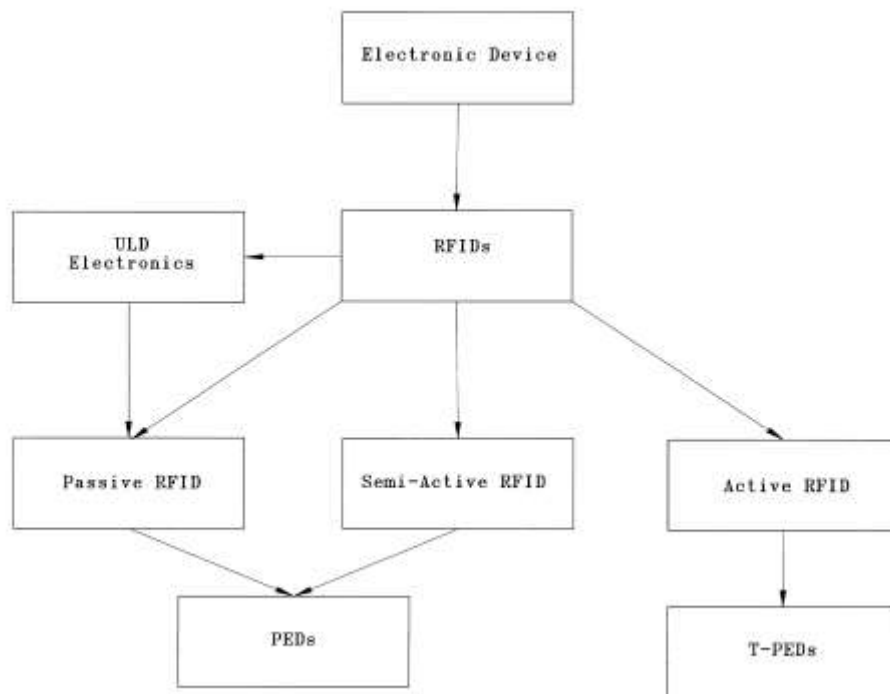 Electronic Device
RFIDs
ULD
Electronics
Passive RFID
Semi-Active RFID
Active RFID
PEDs
T-PEDs